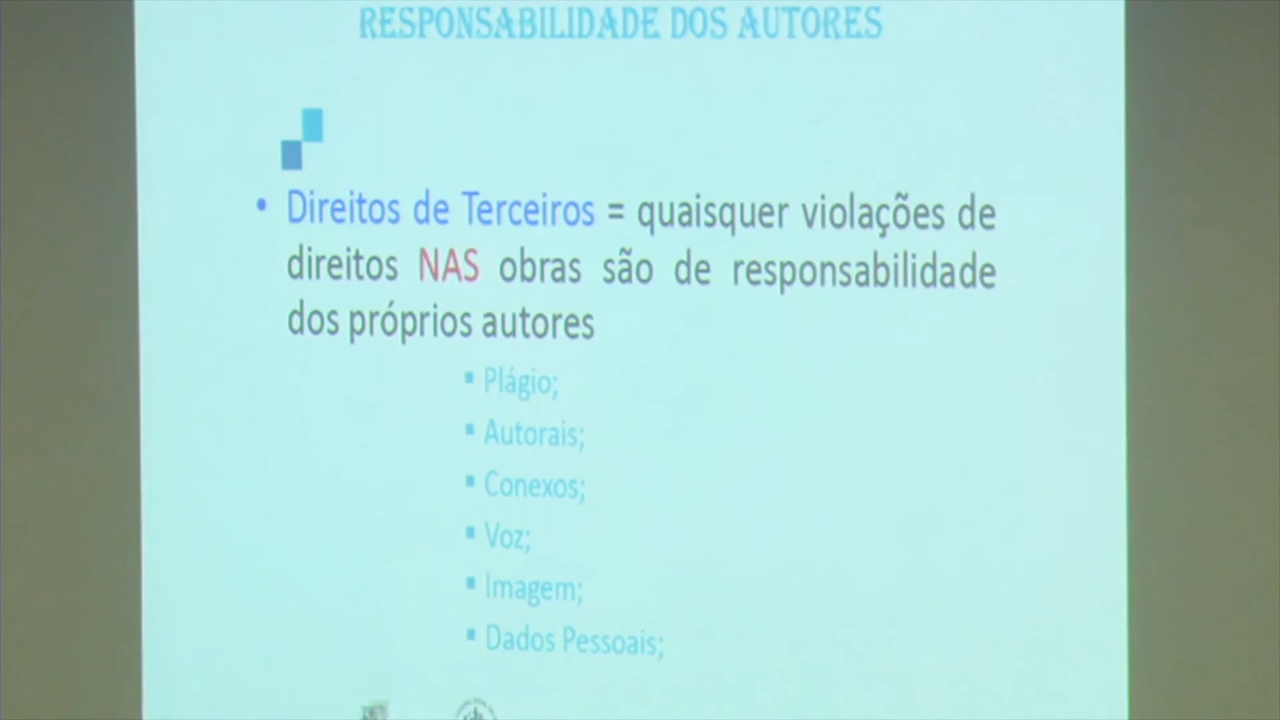 RESPONSABILIDADE DOS AUTORES
• Direitos de Terceiros = quaisquer violações de
direitos NAS obras são de responsabilidade
dos próprios autores
▪ Plágio;
▪ Autorais;
▪ Conexos;
▪ Voz;
▪ Imagem;
▪ Dados Pessoais;